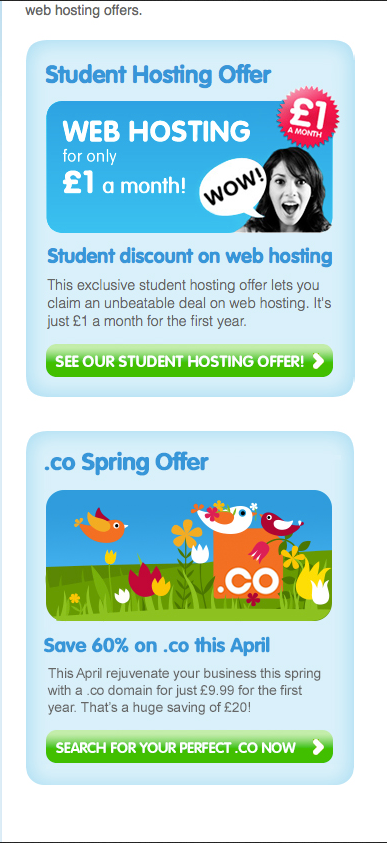 web hosting offers.
Student Hosting Offer
WEB HOSTING
for only
£1 a month!
£1
A MONTH
WOW!
Student discount on web hosting
This exclusive student hosting offer lets you
claim an unbeatable deal on web hosting. It's
just £1 a month for the first year.
SEE OUR STUDENT HOSTING OFFER!
.co Spring Offer
.co
Save 60% on .co this April
This April rejuvenate your business this spring
with a .co domain for just £9.99 for the first
year. That's a huge saving of £20!
SEARCH FOR YOUR PERFECT .CO NOW